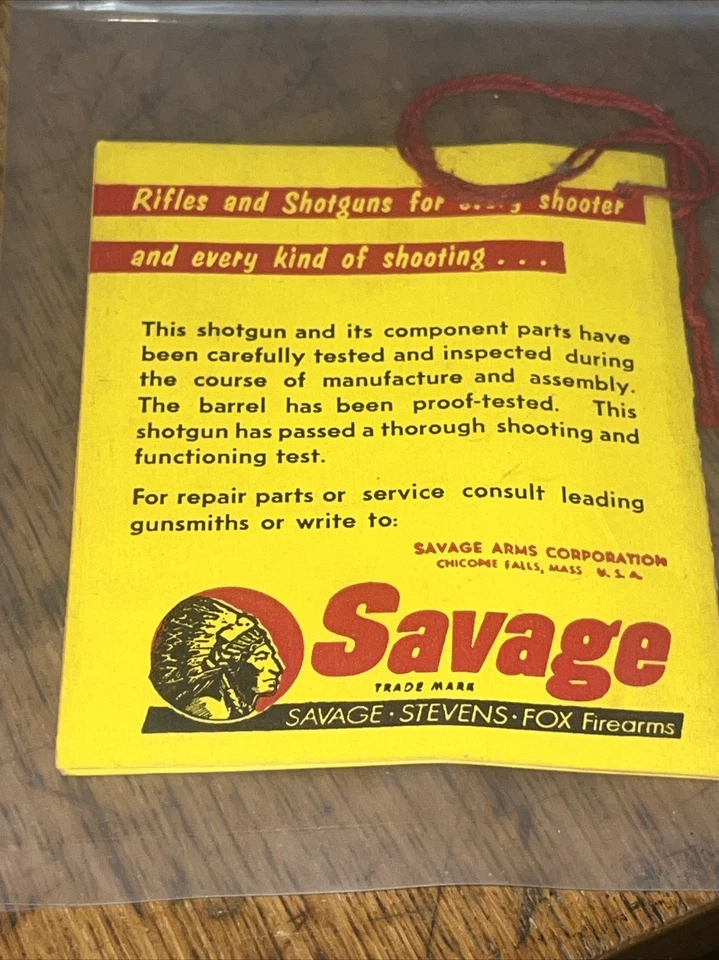 Rifles and Shotguns for every shooter
and every kind of shooting . . .
This shotgun and its component parts have
been carefully tested and inspected during
the course of manufacture and assembly.
The barrel has been proof-tested. This
shotgun has passed a thorough shooting and
functioning test.
For repair parts or service consult leading
gunsmiths or write to:
SAVAGE ARMS CORPORATION
CHICOPEE FALLS, MASS U. S. A.
Savage
TRADE MARK
SAVAGE · STEVENS · FOX Firearms